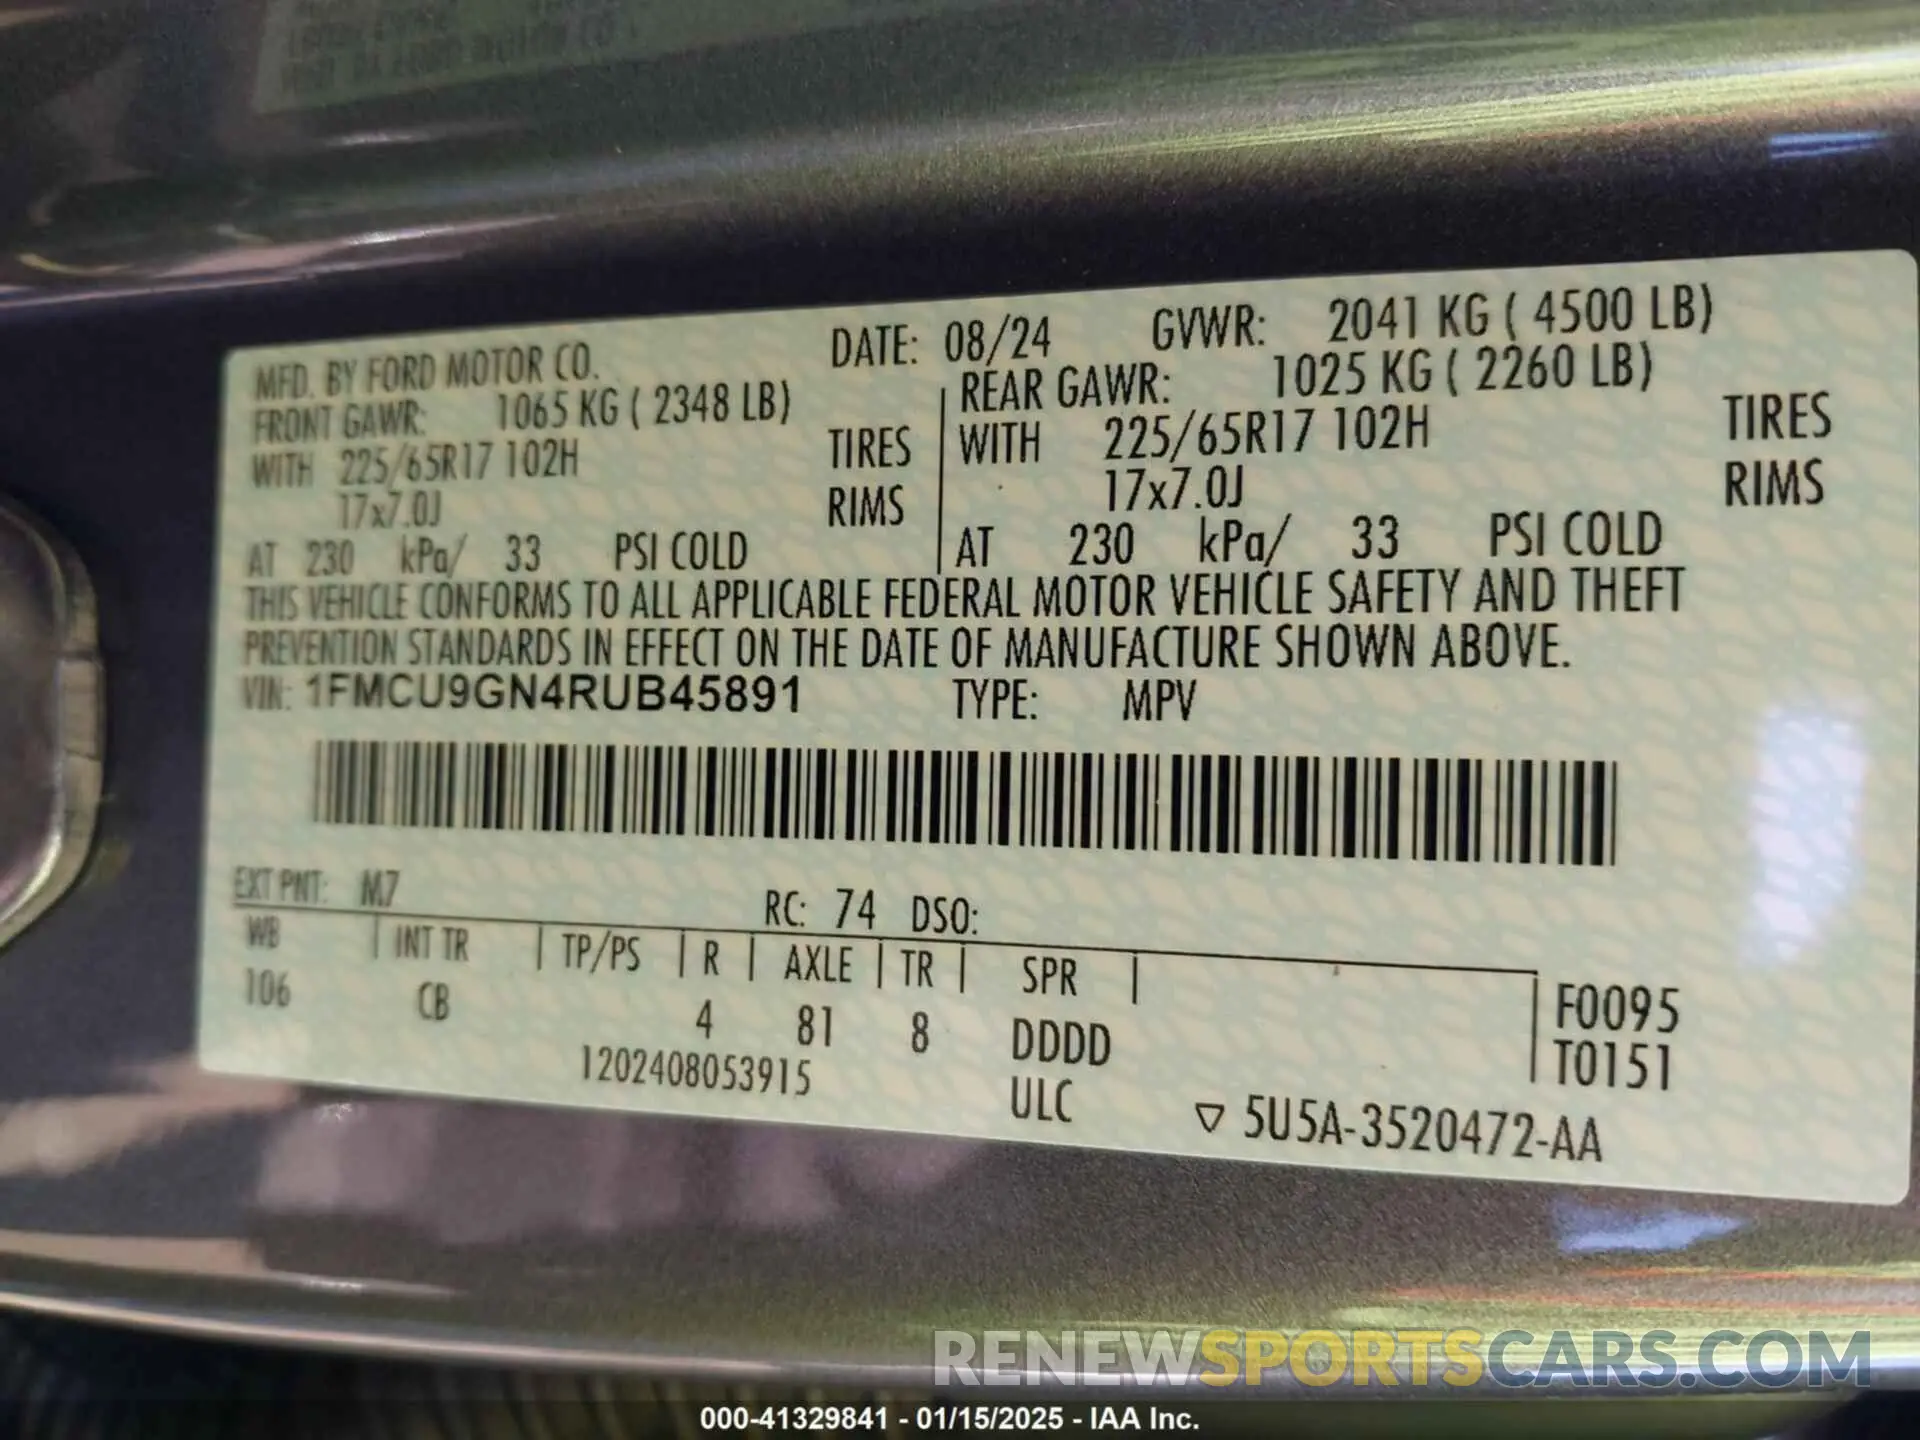 MFD. BY FORD MOTOR CO. DATE: 08/24 GVWR: 2041 KG ( 4500 LB)
FRONT GAWR: 1065 KG ( 2348 LB) REAR GAWR: 1025 KG ( 2260 LB)
WITH 225/65R17 102H TIRES WITH 225/65R17 102H TIRES
17x7.0J RIMS 17x7.0J RIMS
AT 230 kPa/ 33 PSI COLD AT 230 kPa/ 33 PSI COLD
THIS VEHICLE CONFORMS TO ALL APPLICABLE FEDERAL MOTOR VEHICLE SAFETY AND THEFT
PREVENTION STANDARDS IN EFFECT ON THE DATE OF MANUFACTURE SHOWN ABOVE.
VIN: 1FMCU9GN4RUB45891 TYPE: MPV
EXT PNT: M7 RC: 74 DSO:
WB INT TR TP/PS R AXLE TR SPR F0095
106 CB 4 81 8 DDDD T0151
1202408053915 ULC ▽ 5U5A-3520472-AA
RENEWSPORTSCARS.COM
000-41329841 - 01/15/2025 - IAA Inc.